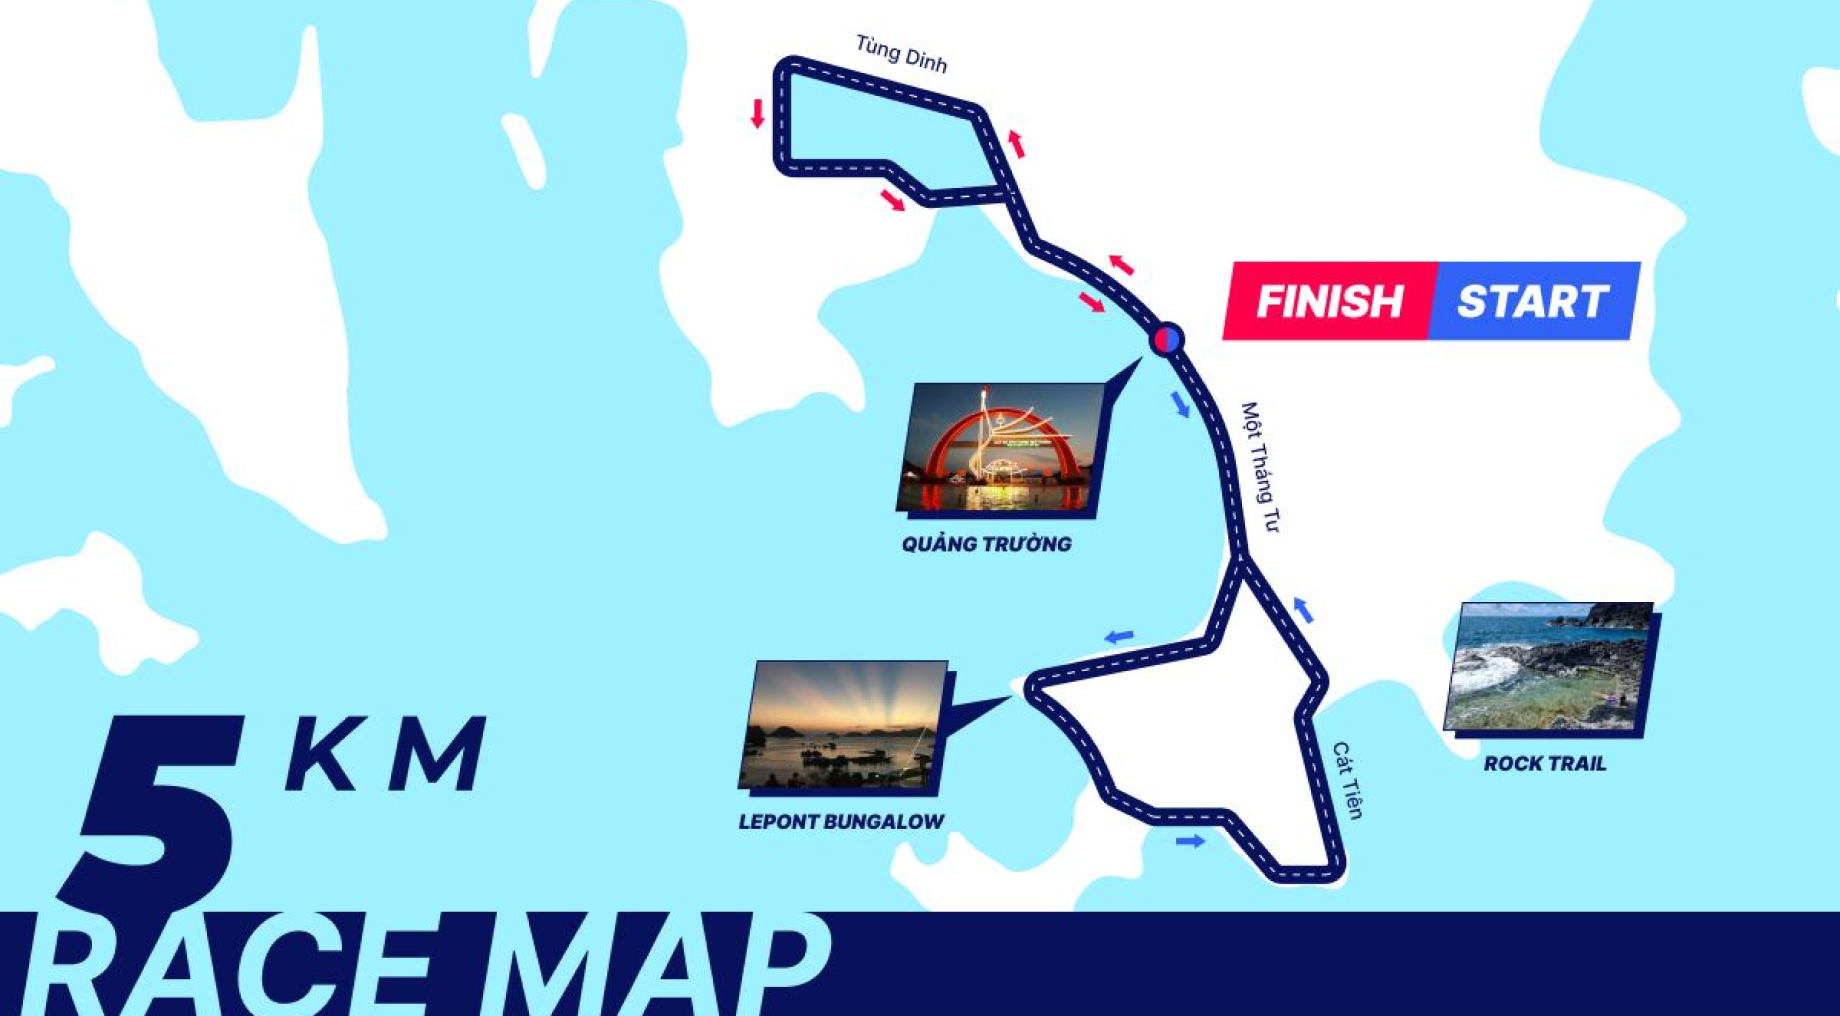 Tùng Dinh
FINISH START
Một Tháng Tư
QUẢNG TRƯỜNG
LEPONT BUNGALOW
ROCK TRAIL
Cát Tiên
5 KM
RACE MAP